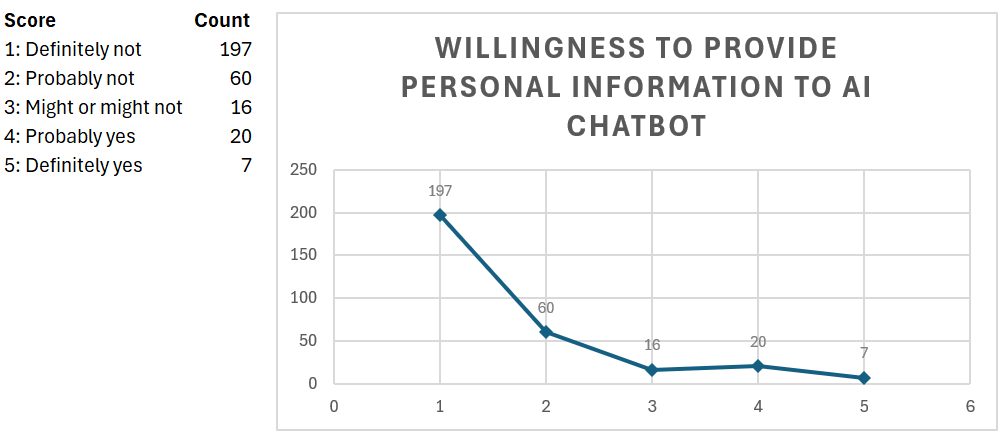 Score Count
1: Definitely not 197
2: Probably not 60
3: Might or might not 16
4: Probably yes 20
5: Definitely yes 7
WILLINGNESS TO PROVIDE
PERSONAL INFORMATION TO AI
CHATBOT
250
200
150
100
50
0
197
60
16
20
7
0 1 2 3 4 5 6